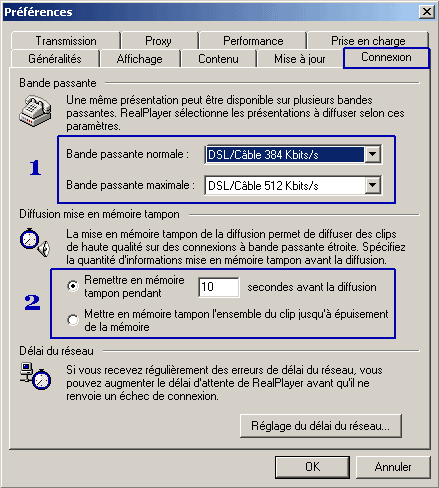 Préférences
Transmission Proxy Performance Prise en charge
Généralités Affichage Contenu Mise à jour Connexion
Bande passante
Une même présentation peut être disponible sur plusieurs bandes
passantes. RealPlayer sélectionne les présentations à diffuser selon ces
paramètres.
1
Bande passante normale : DSL/Câble 384 Kbits/s
Bande passante maximale : DSL/Câble 512 Kbits/s
Diffusion mise en mémoire tampon
La mise en mémoire tampon de la diffusion permet de diffuser des clips
de haute qualité sur des connexions à bande passante étroite. Spécifiez
la quantité d'informations mise en mémoire tampon avant la diffusion.
2
Remettre en mémoire
tampon pendant 10 secondes avant la diffusion
Mettre en mémoire tampon l'ensemble du clip jusqu'à épuisement
de la mémoire
Délai du réseau
Si vous recevez régulièrement des erreurs de délai du réseau, vous
pouvez augmenter le délai d'attente de RealPlayer avant qu'il ne
renvoie un échec de connexion.
Réglage du délai du réseau...
OK Annuler